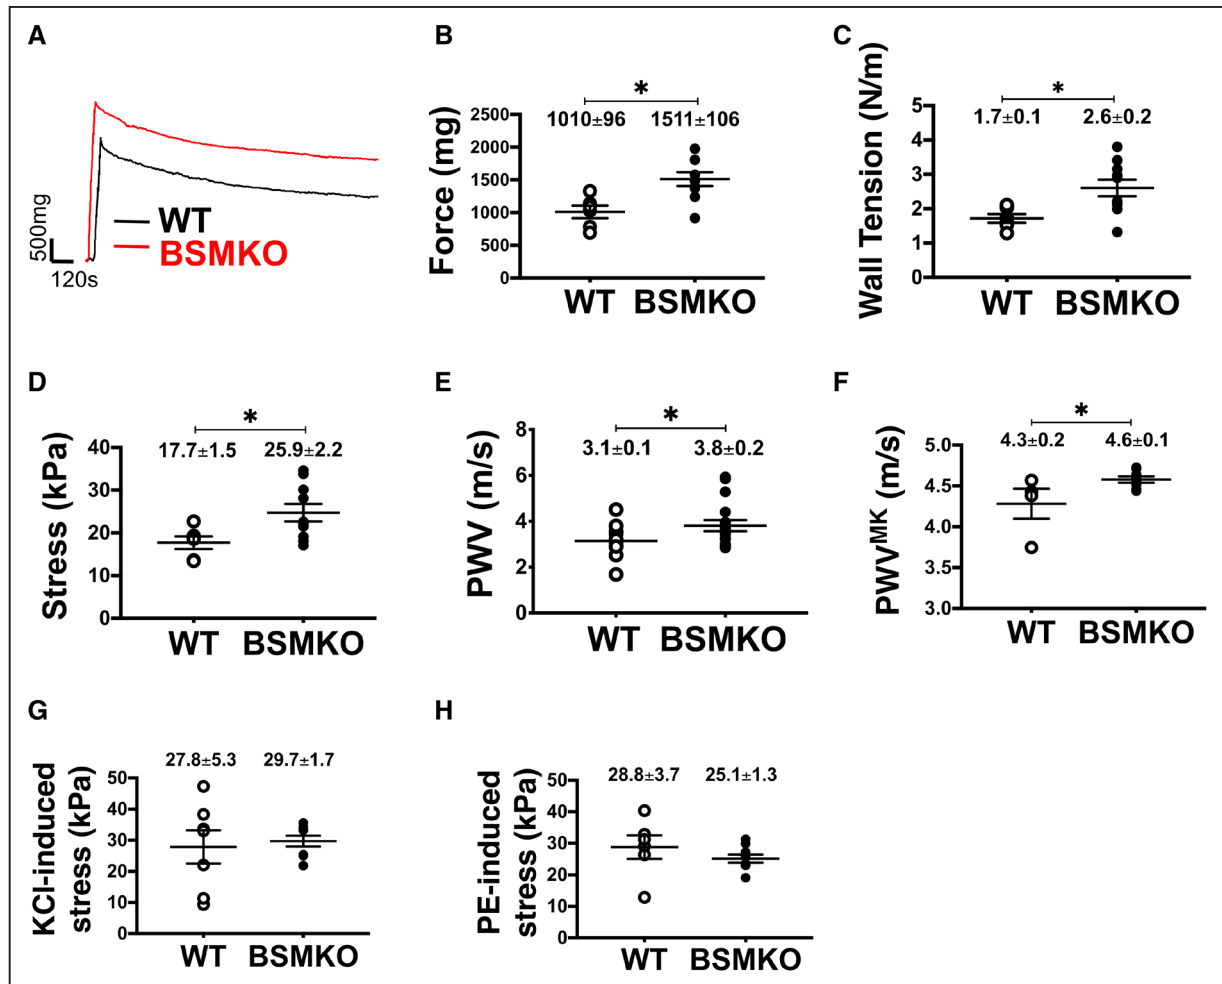 A
500mg
120s
WT
BSMKO
B
*
1010±96 1511±106
Force (mg)
2500
2000
1500
1000
500
0
WT BSMKO
C
*
1.7±0.1 2.6±0.2
Wall Tension (N/m)
5
4
3
2
1
0
WT BSMKO
D
*
17.7±1.5 25.9±2.2
Stress (kPa)
40
30
20
10
0
WT BSMKO
E
*
3.1±0.1 3.8±0.2
PWV (m/s)
8
6
4
2
0
WT BSMKO
F
*
4.3±0.2 4.6±0.1
PWVMK (m/s)
5.0
4.5
4.0
3.5
3.0
WT BSMKO
G
27.8±5.3 29.7±1.7
KCl-induced
stress (kPa)
50
40
30
20
10
0
WT BSMKO
H
28.8±3.7 25.1±1.3
PE-induced
stress (kPa)
50
40
30
20
10
0
WT BSMKO